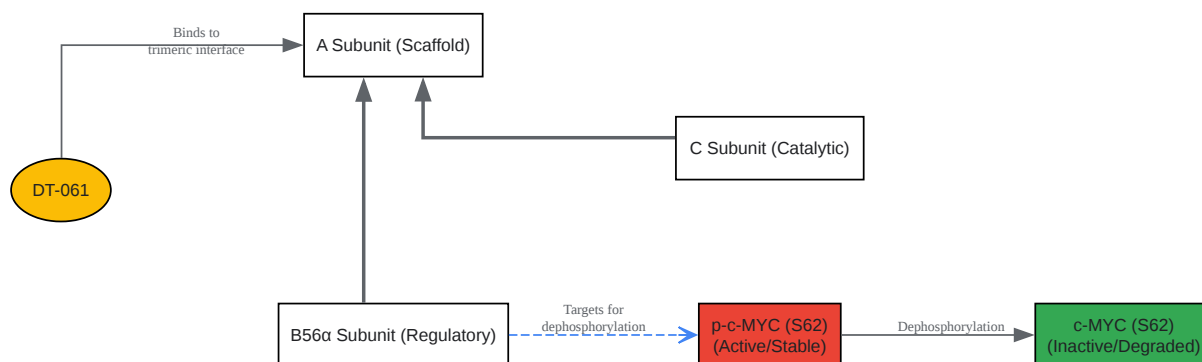 Binds to
trimeric interface
A Subunit (Scaffold)
C Subunit (Catalytic)
DT-061
B56α Subunit (Regulatory)
Targets for
dephosphorylation
p-c-MYC (S62)
(Active/Stable)
Dephosphorylation
c-MYC (S62)
(Inactive/Degraded)